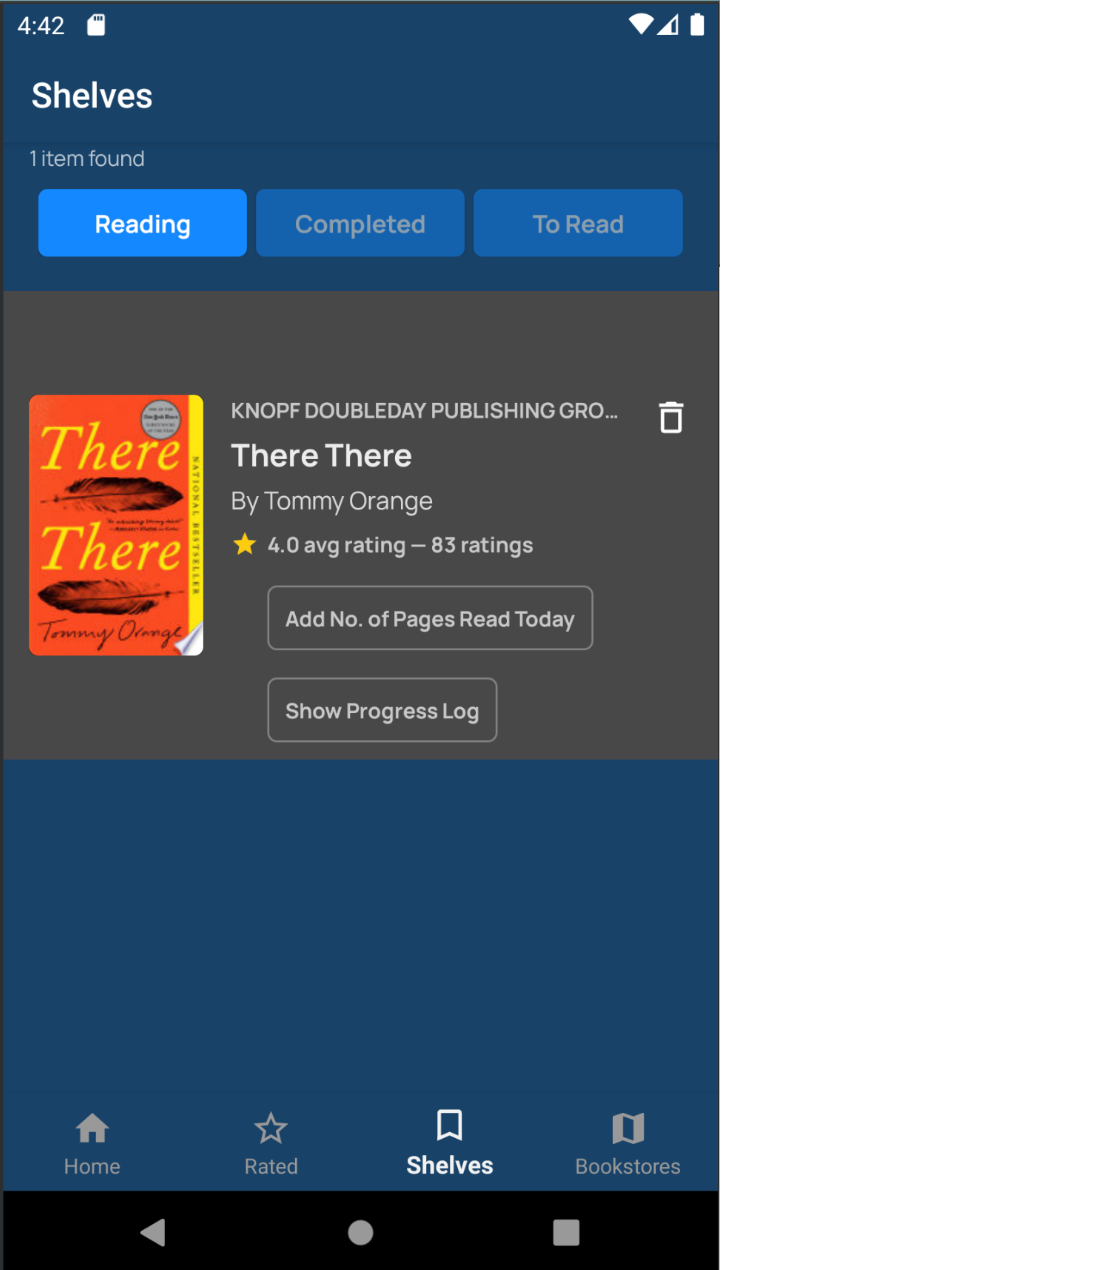 4:42
Shelves
1 item found
Reading
Completed
To Read
There
There
NATIONAL BESTSELLER
Tommy Orange
KNOPF DOUBLEDAY PUBLISHING GRO...
There There
By Tommy Orange
4.0 avg rating — 83 ratings
Add No. of Pages Read Today
Show Progress Log
Home
Rated
Shelves
Bookstores